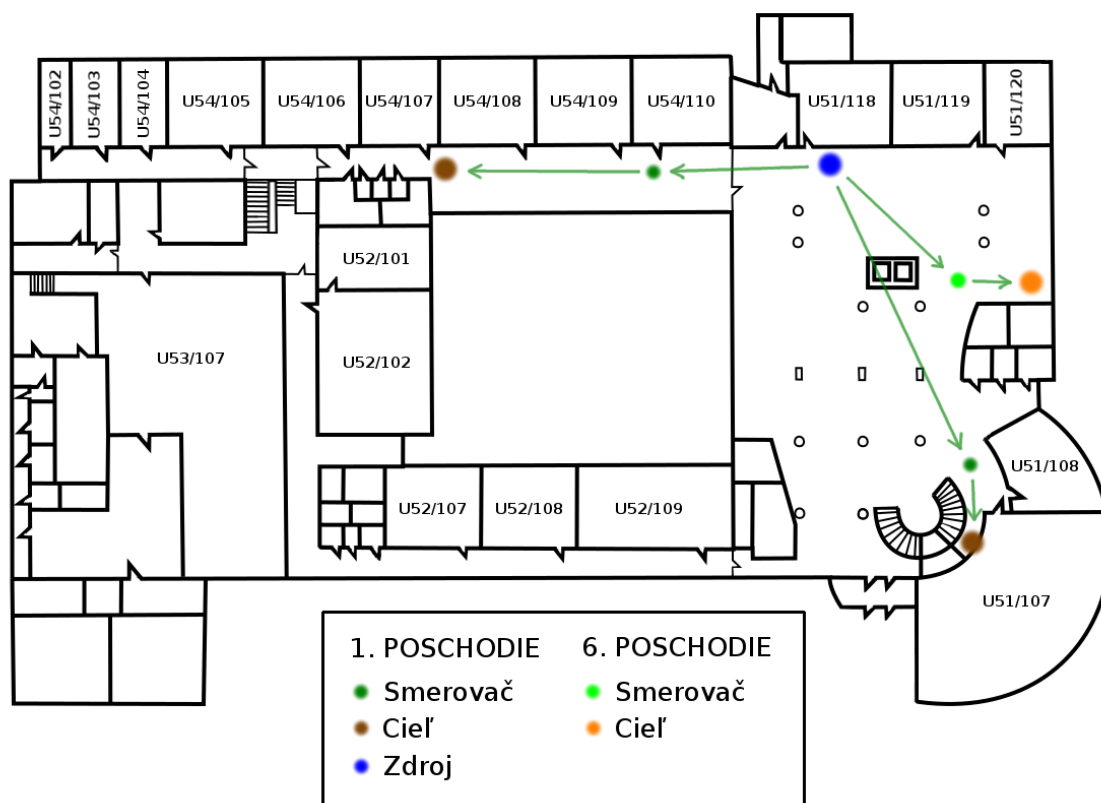 U54/102
U54/103
U54/104
U54/105
U54/106
U54/107
U54/108
U54/109
U54/110
U51/118
U51/119
U51/120
U52/101
U53/107
U52/102
U51/108
U52/107
U52/108
U52/109
U51/107
1. POSCHODIE
6. POSCHODIE
Smerovač
Smerovač
Cieľ
Cieľ
Zdroj